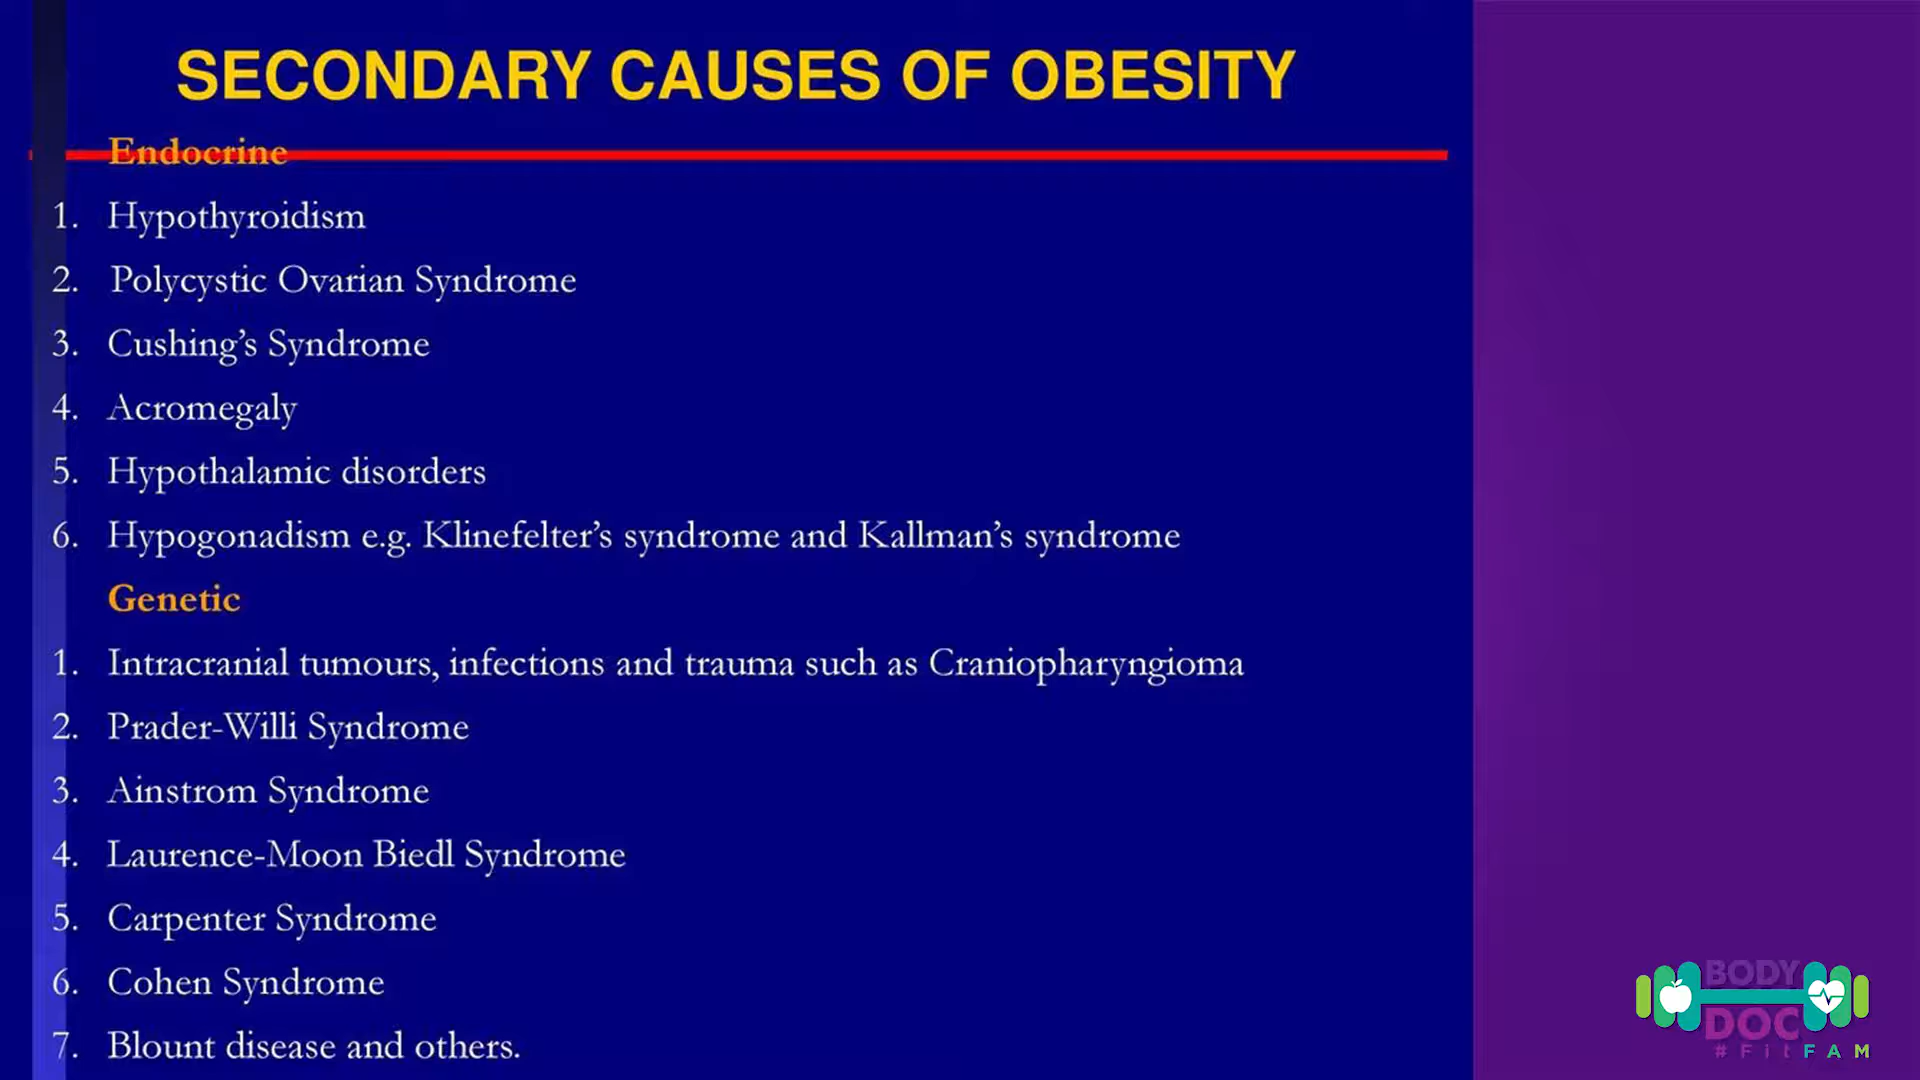 SECONDARY CAUSES OF OBESITY
Endocrine
1. Hypothyroidism
2. Polycystic Ovarian Syndrome
3. Cushing’s Syndrome
4. Acromegaly
5. Hypothalamic disorders
6. Hypogonadism e.g. Klinefelter’s syndrome and Kallman’s syndrome
Genetic
1. Intracranial tumours, infections and trauma such as Craniopharyngioma
2. Prader-Willi Syndrome
3. Ainstrom Syndrome
4. Laurence-Moon Biedl Syndrome
5. Carpenter Syndrome
6. Cohen Syndrome
7. Blount disease and others.
BODY
DOC
#FitFAM